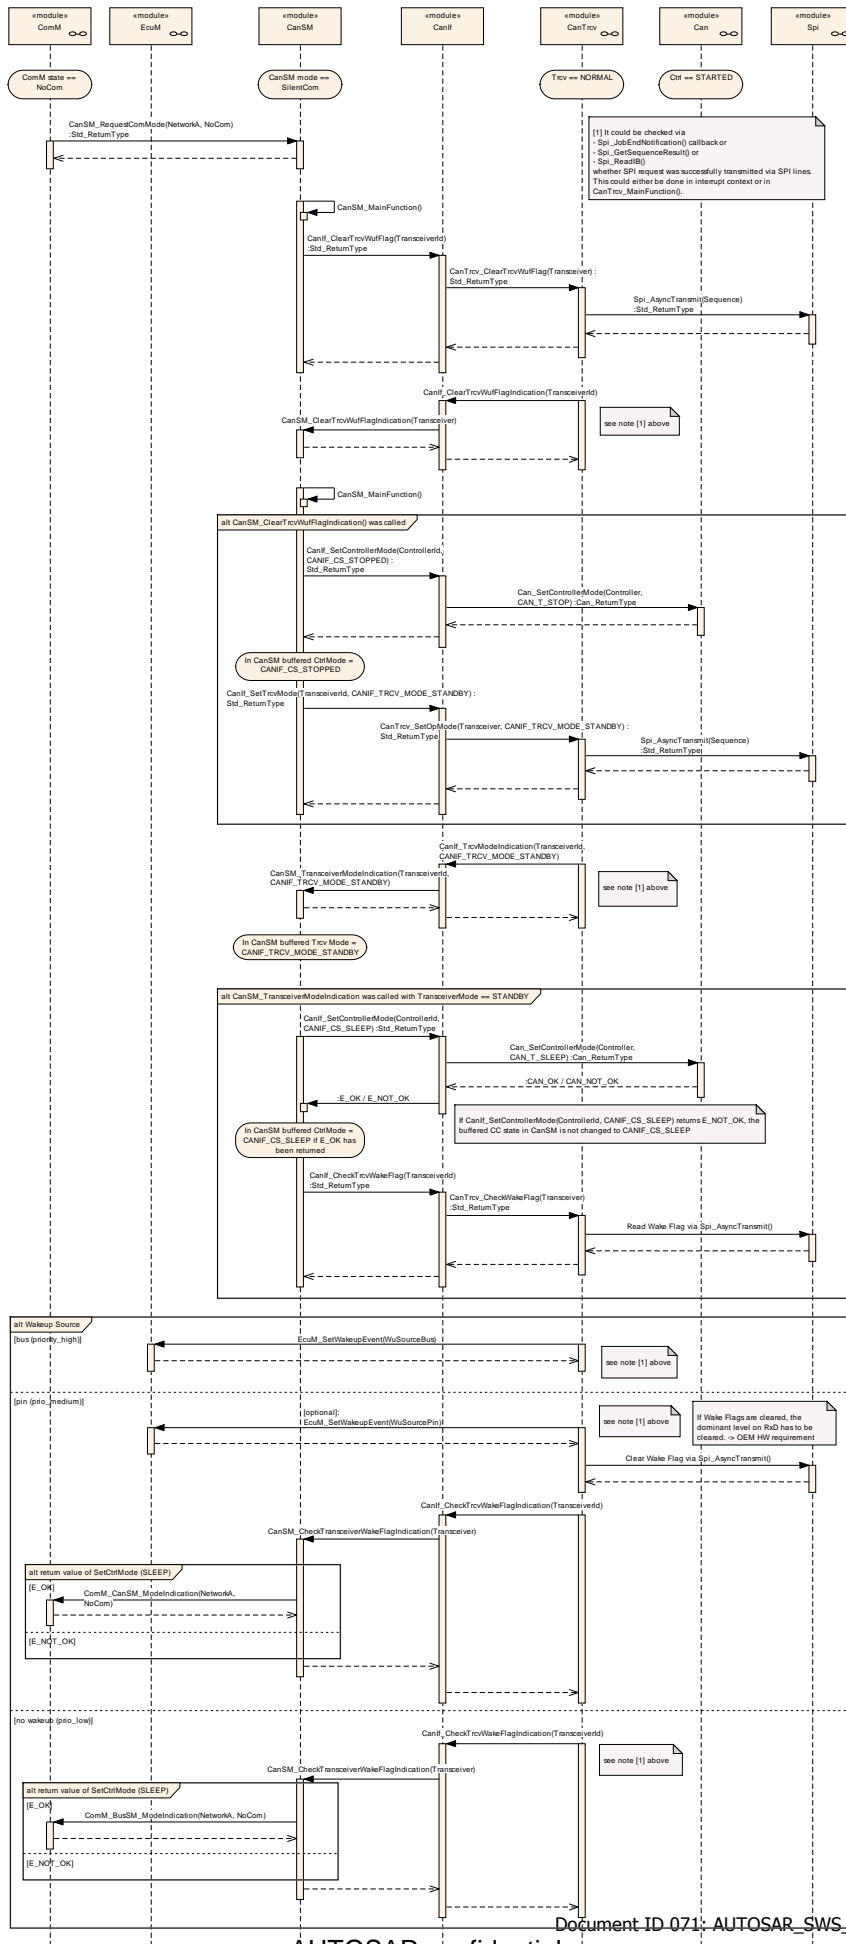 «module»
ComM
«module»
EcuM
«module»
CanSM
«module»
CanIf
«module»
CanTrcv
«module»
Can
«module»
Spi
ComM state ==
NoCom
CanSM mode ==
SilentCom
Trcv == NORMAL
Ctrl == STARTED
CanSM_RequestComMode(NetworkA, NoCom)
:Std_ReturnType
[1] It could be checked via
- Spi_JobEndNotification() callback or
- Spi_GetSequenceResult() or
- Spi_ReadIB()
whether SPI request was successfully transmitted via SPI lines.
This could either be done in interrupt context or in
CanTrcv_MainFunction().
CanSM_MainFunction()
CanIf_ClearTrcvWufFlag(TransceiverId)
:Std_ReturnType
CanTrcv_ClearTrcvWufFlag(Transceiver) :
Std_ReturnType
Spi_AsyncTransmit(Sequence)
:Std_ReturnType
CanIf_ClearTrcvWufFlagIndication(TransceiverId)
see note [1] above
CanSM_ClearTrcvWufFlagIndication(Transceiver)
CanSM_MainFunction()
alt CanSM_ClearTrcvWufFlagIndication() was called
CanIf_SetControllerMode(ControllerId,
CANIF_CS_STOPPED) :
Std_ReturnType
Can_SetControllerMode(Controller,
CAN_T_STOP) :Can_ReturnType
In CanSM buffered CtrlMode =
CANIF_CS_STOPPED
CanIf_SetTrcvMode(TransceiverId, CANIF_TRCV_MODE_STANDBY) :
Std_ReturnType
CanTrcv_SetOpMode(Transceiver, CANIF_TRCV_MODE_STANDBY) :
Std_ReturnType
Spi_AsyncTransmit(Sequence)
:Std_ReturnType
CanIf_TrcvModeIndication(TransceiverId,
CANIF_TRCV_MODE_STANDBY)
CanSM_TransceiverModeIndication(TransceiverId,
CANIF_TRCV_MODE_STANDBY)
see note [1] above
In CanSM buffered Trcv Mode =
CANIF_TRCV_MODE_STANDBY
alt CanSM_TransceiverModeIndication was called with TransceiverMode == STANDBY
CanIf_SetControllerMode(ControllerId,
CANIF_CS_SLEEP) :Std_ReturnType
Can_SetControllerMode(Controller,
CAN_T_SLEEP) :Can_ReturnType
:CAN_OK / CAN_NOT_OK
:E_OK / E_NOT_OK
If CanIf_SetControllerMode(ControllerId, CANIF_CS_SLEEP) returns E_NOT_OK, the
buffered CC state in CanSM is not changed to CANIF_CS_SLEEP
In CanSM buffered CtrlMode =
CANIF_CS_SLEEP if E_OK has
been returned
CanIf_CheckTrcvWakeFlag(TransceiverId)
:Std_ReturnType
CanTrcv_CheckWakeFlag(Transceiver)
:Std_ReturnType
Read Wake Flag via Spi_AsyncTransmit()
alt Wakeup Source
[bus (priority_high)]
EcuM_SetWakeupEvent(WuSourceBus)
see note [1] above
[pin (prio_medium)]
[optional]:
EcuM_SetWakeupEvent(WuSourcePin)
see note [1] above
If Wake Flags are cleared, the
dominant level on RxD has to be
cleared. -> OEM HW requirement
Clear Wake Flag via Spi_AsyncTransmit()
CanIf_CheckTrcvWakeFlagIndication(TransceiverId)
CanSM_CheckTransceiverWakeFlagIndication(Transceiver)
alt return value of SetCtrlMode (SLEEP)
[E_OK]
ComM_CanSM_ModeIndication(NetworkA,
NoCom)
[E_NOT_OK]
[no wakeup (prio_low)]
CanIf_CheckTrcvWakeFlagIndication(TransceiverId)
see note [1] above
CanSM_CheckTransceiverWakeFlagIndication(Transceiver)
alt return value of SetCtrlMode (SLEEP)
[E_OK]
ComM_BusSM_ModeIndication(NetworkA, NoCom)
[E_NOT_OK]
Document ID 071: AUTOSAR_SWS_